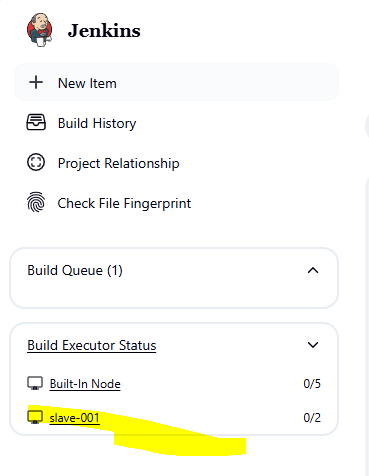 Jenkins
New Item
Build History
Project Relationship
Check File Fingerprint
Build Queue (1)
Build Executor Status
Built-In Node 0/5
slave-001 0/2